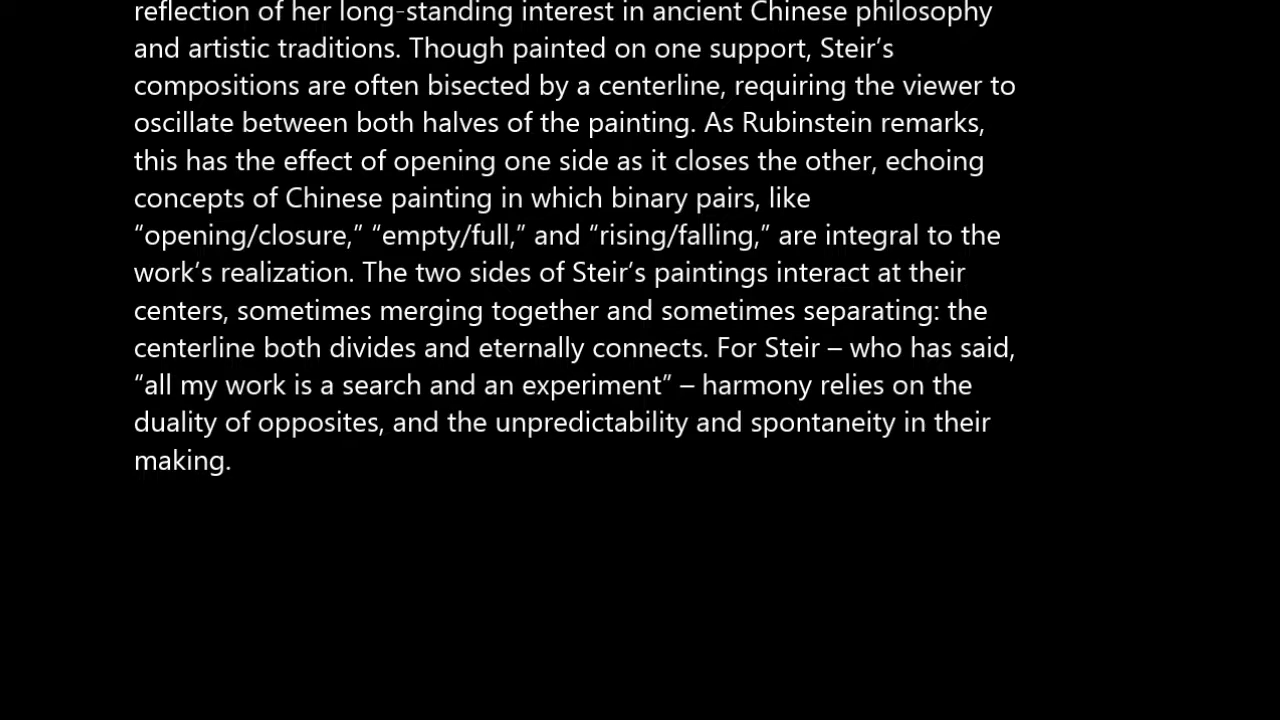 reflection of her long-standing interest in ancient Chinese philosophy
and artistic traditions. Though painted on one support, Steir’s
compositions are often bisected by a centerline, requiring the viewer to
oscillate between both halves of the painting. As Rubinstein remarks,
this has the effect of opening one side as it closes the other, echoing
concepts of Chinese painting in which binary pairs, like
“opening/closure,” “empty/full,” and “rising/falling,” are integral to the
work’s realization. The two sides of Steir’s paintings interact at their
centers, sometimes merging together and sometimes separating: the
centerline both divides and eternally connects. For Steir – who has said,
“all my work is a search and an experiment” – harmony relies on the
duality of opposites, and the unpredictability and spontaneity in their
making.